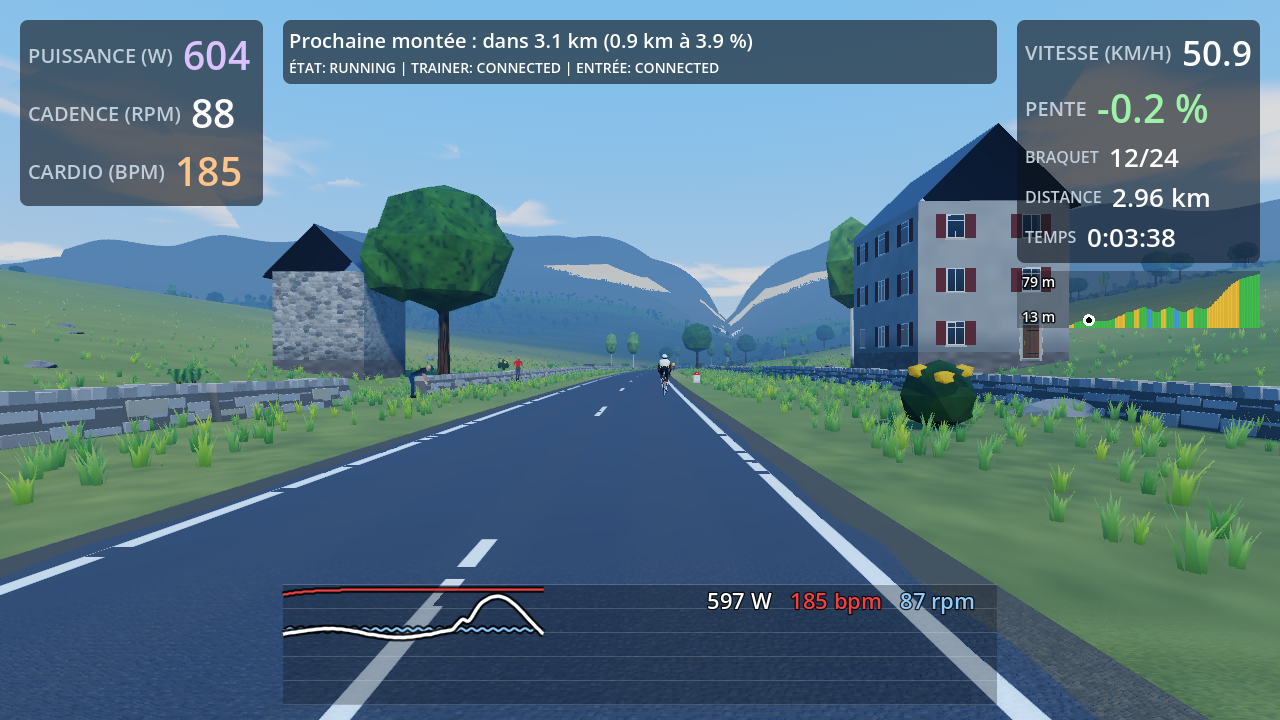 PUISSANCE (W) 604
CADENCE (RPM) 88
CARDIO (BPM) 185
Prochaine montée : dans 3.1 km (0.9 km à 3.9 %)
ÉTAT: RUNNING | TRAINER: CONNECTED | ENTRÉE: CONNECTED
VITESSE (KM/H) 50.9
PENTE -0.2 %
BRAQUET 12/24
DISTANCE 2.96 km
TEMPS 0:03:38
79 m
13 m
597 W 185 bpm 87 rpm